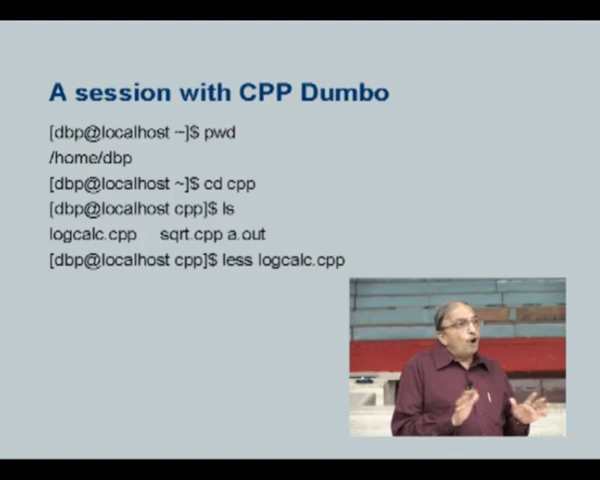 A session with CPP Dumbo
[dbp@localhost ~]$ pwd
/home/dbp
[dbp@localhost ~]$ cd cpp
[dbp@localhost cpp]$ ls
logcalc.cpp sqrt.cpp a.out
[dbp@localhost cpp]$ less logcalc.cpp